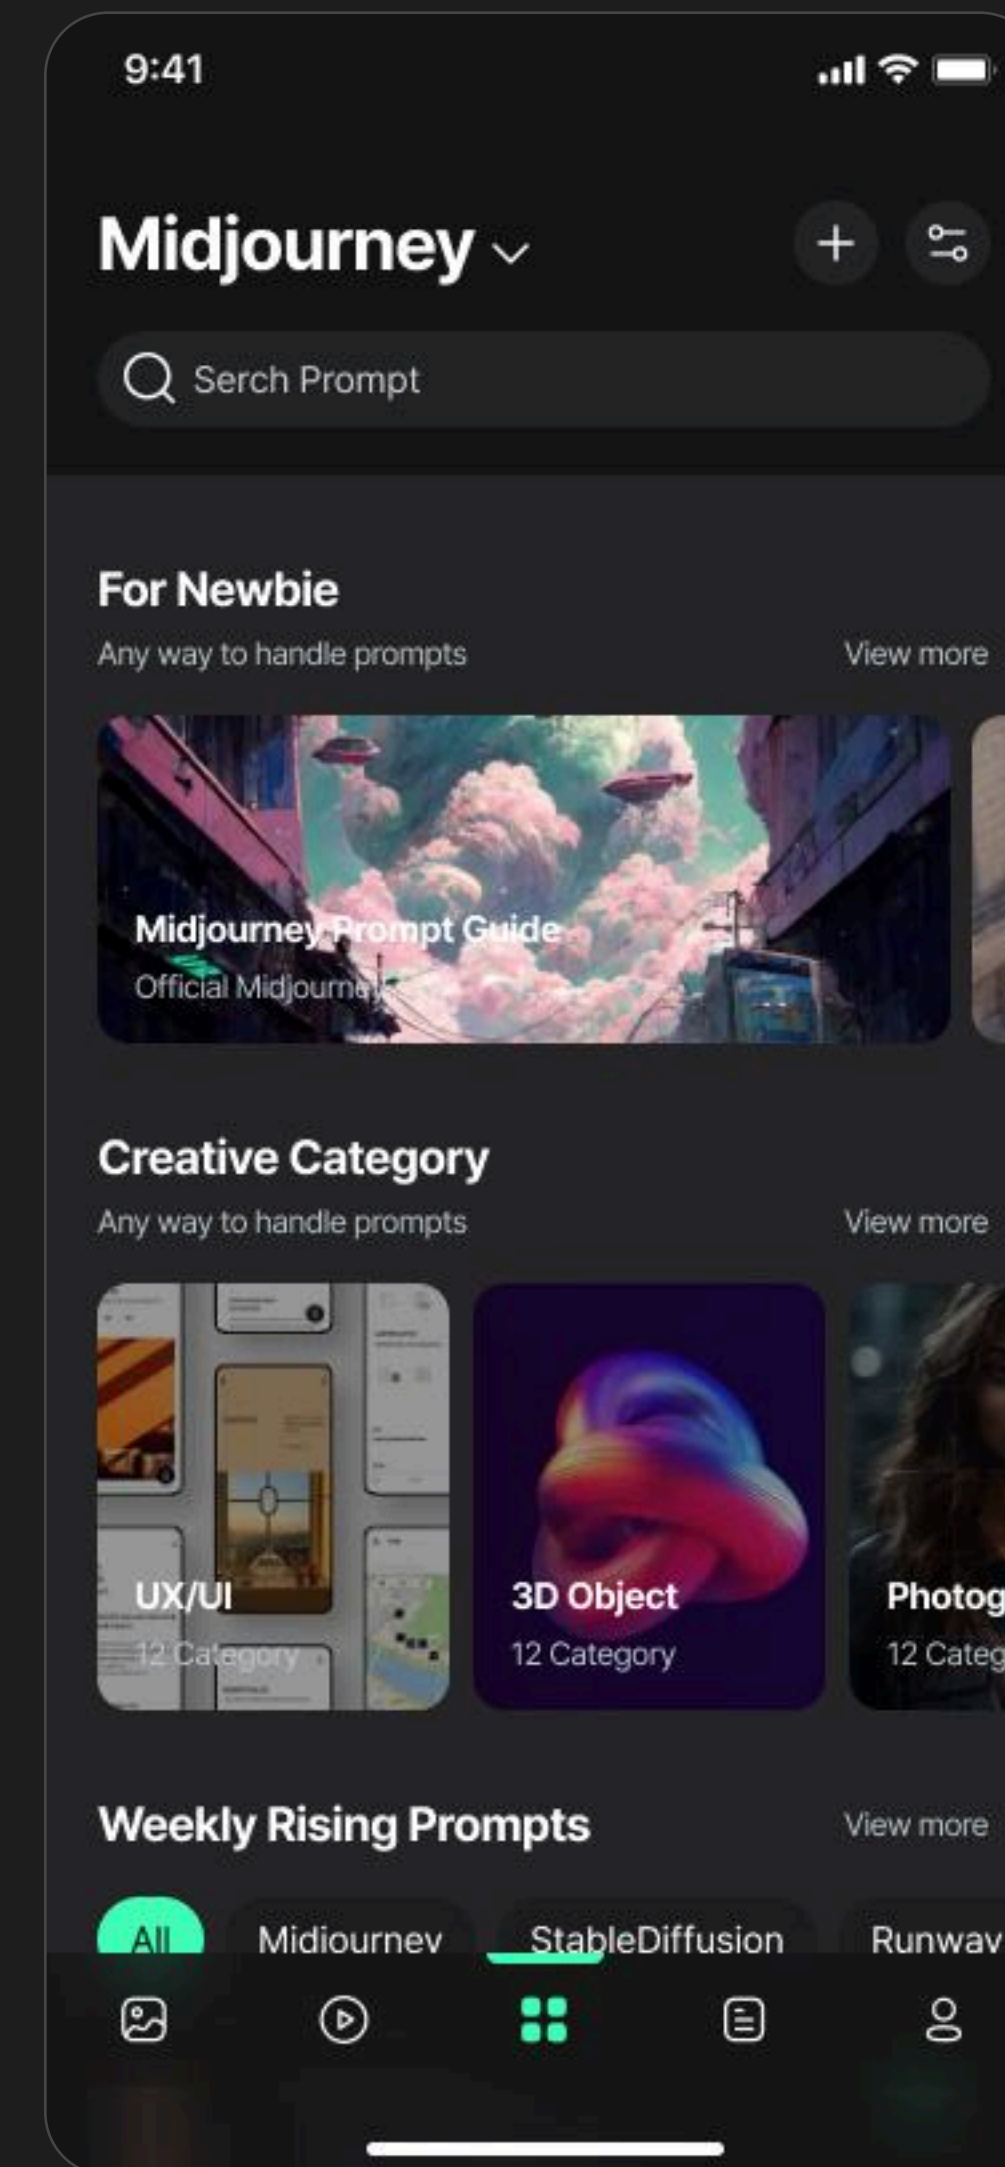 9:41
Midjourney
Serch Prompt
For Newbie
Any way to handle prompts
View more
Midjourney Prompt Guide
Official Midjourney
Creative Category
Any way to handle prompts
View more
UX/UI
12 Category
3D Object
12 Category
Photog
12 Categ
Weekly Rising Prompts
View more
All
Midjourney
StableDiffusion
Runway